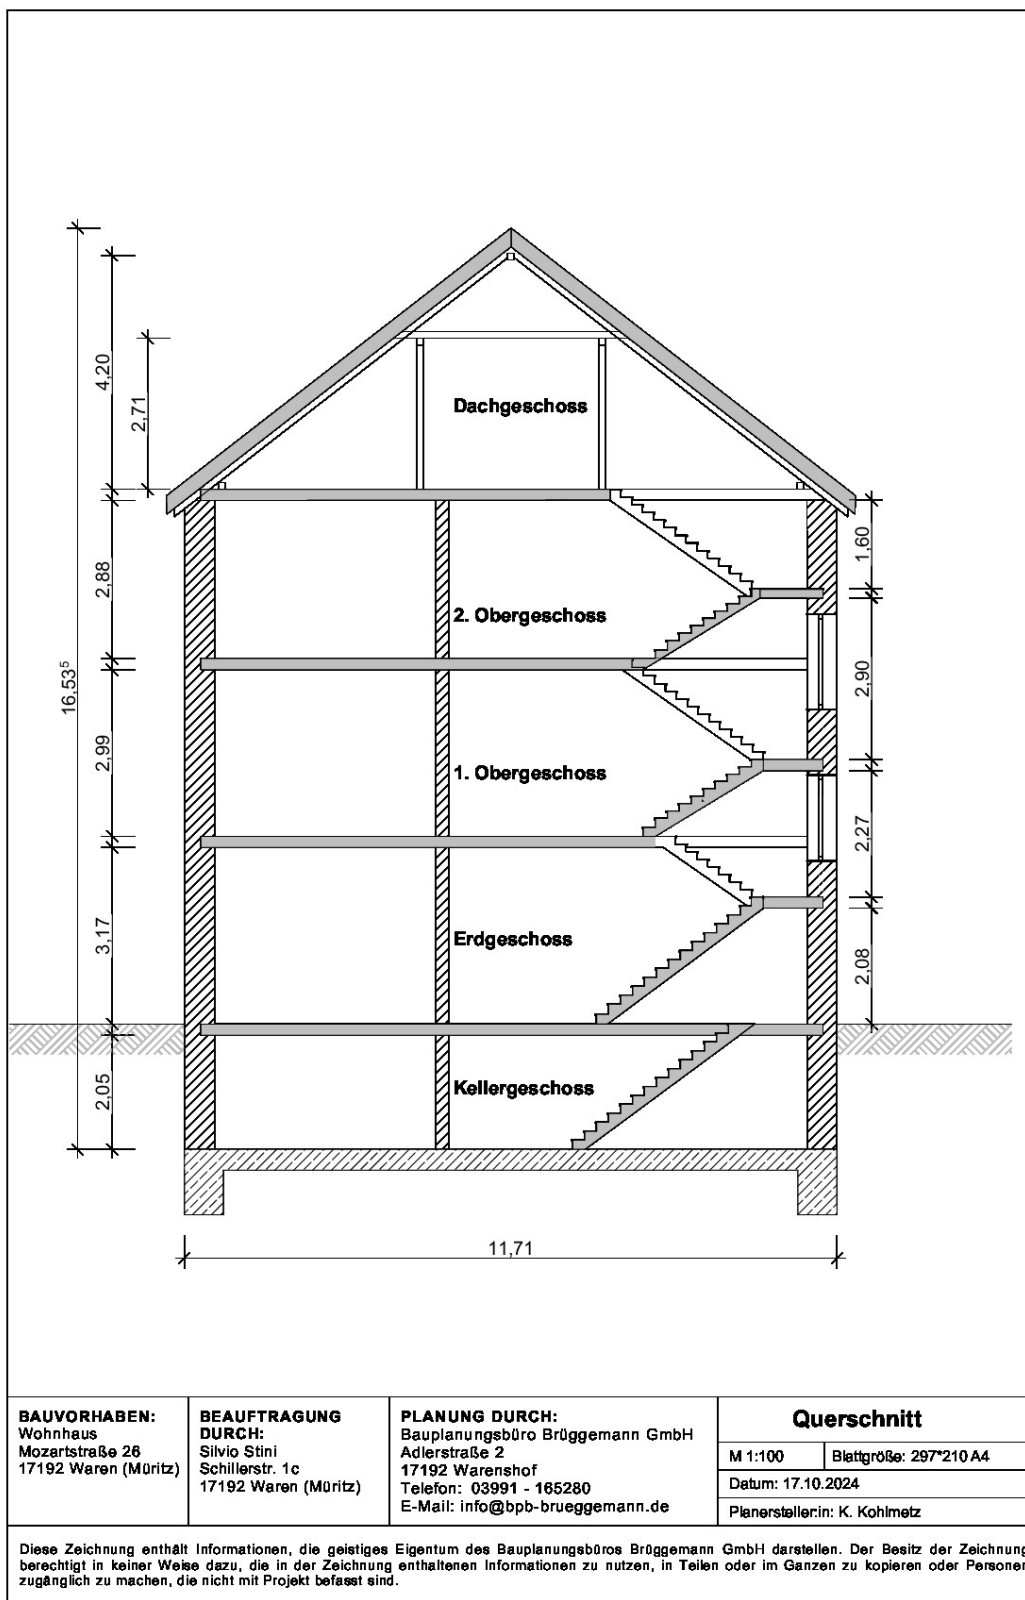 4,20
2,71
Dachgeschoss
1,60
2,88
2. Obergeschoss
16,53⁵
2,90
2,99
1. Obergeschoss
2,27
3,17
Erdgeschoss
2,08
2,05
Kellergeschoss
11,71
BAUVORHABEN:
Wohnhaus
Mozartstraße 26
17192 Waren (Müritz)
BEAUFTRAGUNG
DURCH:
Silvio Stini
Schillerstr. 1c
17192 Waren (Müritz)
PLANUNG DURCH:
Bauplanungsbüro Brüggemann GmbH
Adlerstraße 2
17192 Warenshof
Telefon: 03991 - 165280
E-Mail: info@bpb-brueggemann.de
Querschnitt
M 1:100
Blattgröße: 297*210 A4
Datum: 17.10.2024
Planersteller:in: K. Kohlmetz
Diese Zeichnung enthält Informationen, die geistiges Eigentum des Bauplanungsbüros Brüggemann GmbH darstellen. Der Besitz der Zeichnung
berechtigt in keiner Weise dazu, die in der Zeichnung enthaltenen Informationen zu nutzen, in Teilen oder im Ganzen zu kopieren oder Personen
zugänglich zu machen, die nicht mit Projekt befasst sind.